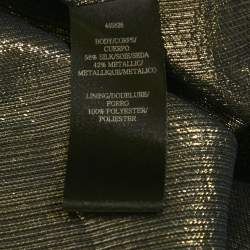 BODY/CORPS/
CUERPO
58% SILK/SOIE/SEDA
42% METALLIC/
METALLIQUE/METALICO
LINING/DOUBLURE/
FORRO
100% POLYESTER/
POLIESTER